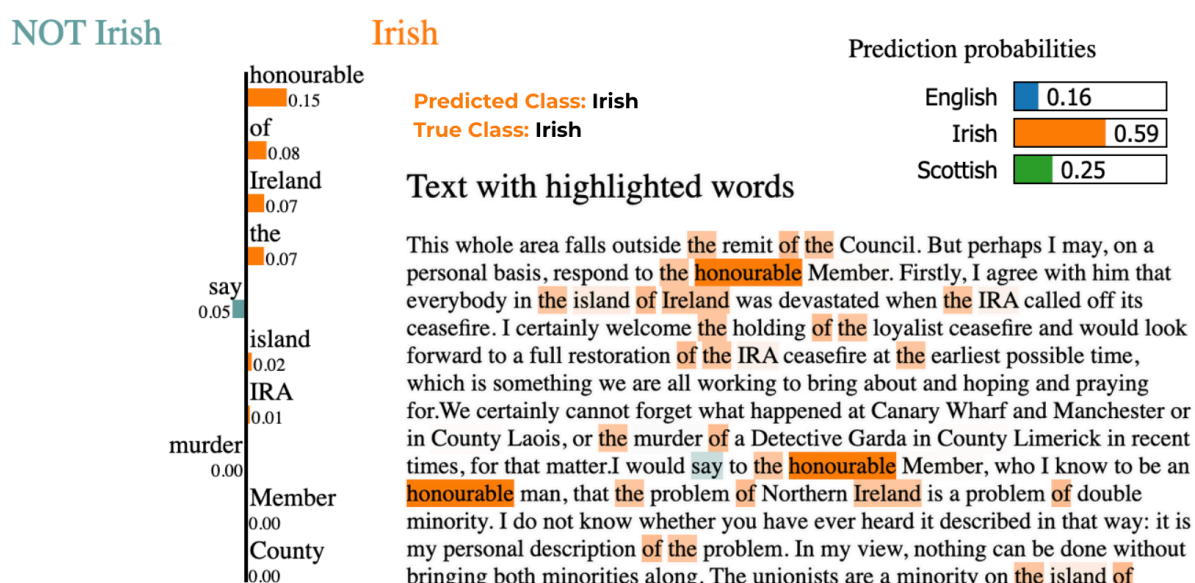 NOT Irish
Irish
honourable
0.15
of
0.08
Ireland
0.07
the
0.07
say
0.05
island
0.02
IRA
0.01
murder
0.00
Member
0.00
County
0.00
Predicted Class: Irish
True Class: Irish
Prediction probabilities
English 0.16
Irish 0.59
Scottish 0.25
Text with highlighted words
This whole area falls outside the remit of the Council. But perhaps I may, on a
personal basis, respond to the honourable Member. Firstly, I agree with him that
everybody in the island of Ireland was devastated when the IRA called off its
ceasefire. I certainly welcome the holding of the loyalist ceasefire and would look
forward to a full restoration of the IRA ceasefire at the earliest possible time,
which is something we are all working to bring about and hoping and praying
for.We certainly cannot forget what happened at Canary Wharf and Manchester or
in County Laois, or the murder of a Detective Garda in County Limerick in recent
times, for that matter.I would say to the honourable Member, who I know to be an
honourable man, that the problem of Northern Ireland is a problem of double
minority. I do not know whether you have ever heard it described in that way: it is
my personal description of the problem. In my view, nothing can be done without
bringing both minorities along. The unionists are a minority on the island of